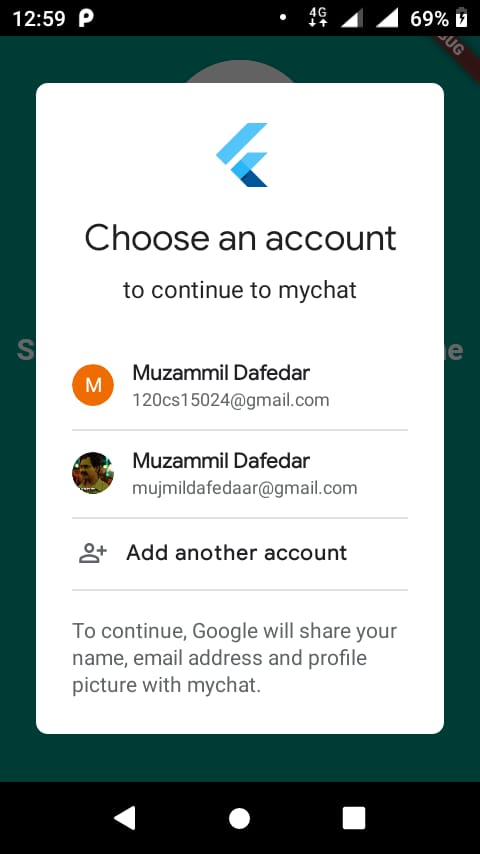 12:59
4G
69%
Choose an account
to continue to mychat
Muzammil Dafedar
M
120cs15024@gmail.com
Muzammil Dafedar
mujmildafedaar@gmail.com
Add another account
To continue, Google will share your
name, email address and profile
picture with mychat.